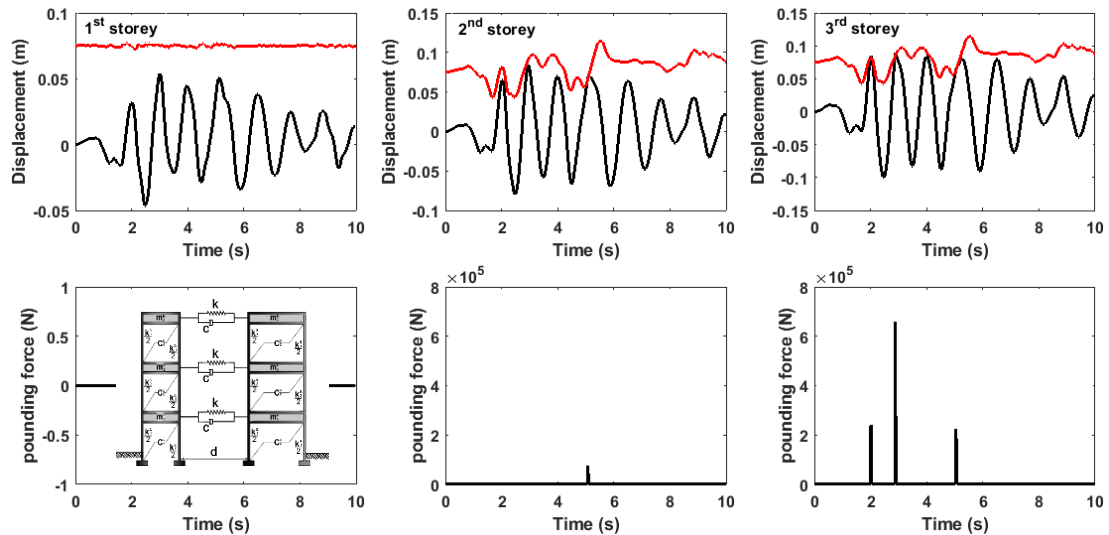 1st storey
Displacement (m)
0.1
0.05
0
-0.05
0 2 4 6 8 10
Time (s)
2nd storey
Displacement (m)
0.15
0.1
0.05
0
-0.05
-0.1
0 2 4 6 8 10
Time (s)
3rd storey
Displacement (m)
0.15
0.1
0.05
0
-0.05
-0.1
-0.15
0 2 4 6 8 10
Time (s)
pounding force (N)
1
0.5
0
-0.5
-1
k
c
k
c
k
c
d
0 2 4 6 8 10
Time (s)
×10^5
pounding force (N)
8
6
4
2
0
0 2 4 6 8 10
Time (s)
×10^5
pounding force (N)
8
6
4
2
0
0 2 4 6 8 10
Time (s)